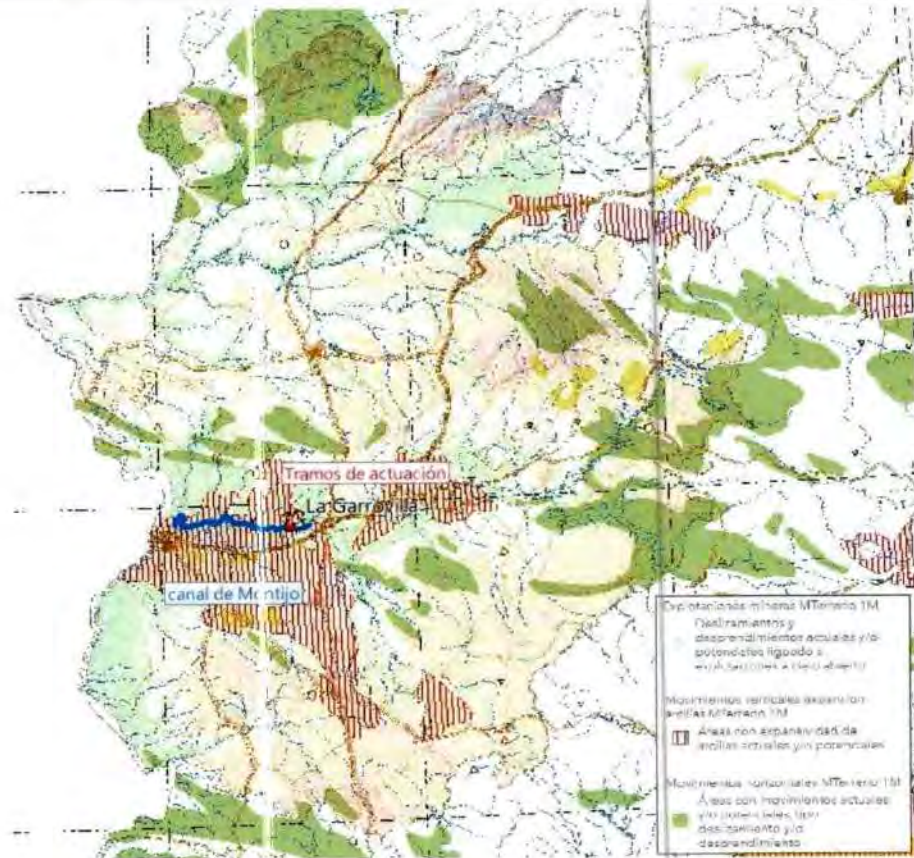 Tramos de actuación
La Garrovilla
canal de Montijo
Explotaciones mineras MTerreno 1M
Deslizamientos y
desprendimientos actuales y/o
potenciales ligado a
explotaciones a cielo abierto
Movimientos verticales expansión
arcillas MTerreno 1M
Áreas con expansividad de
arcillas actuales y/o potenciales
Movimientos horizontales MTerreno 1M
Áreas con movimientos actuales
y/o potenciales, tipo
deslizamiento y/o
desprendimiento